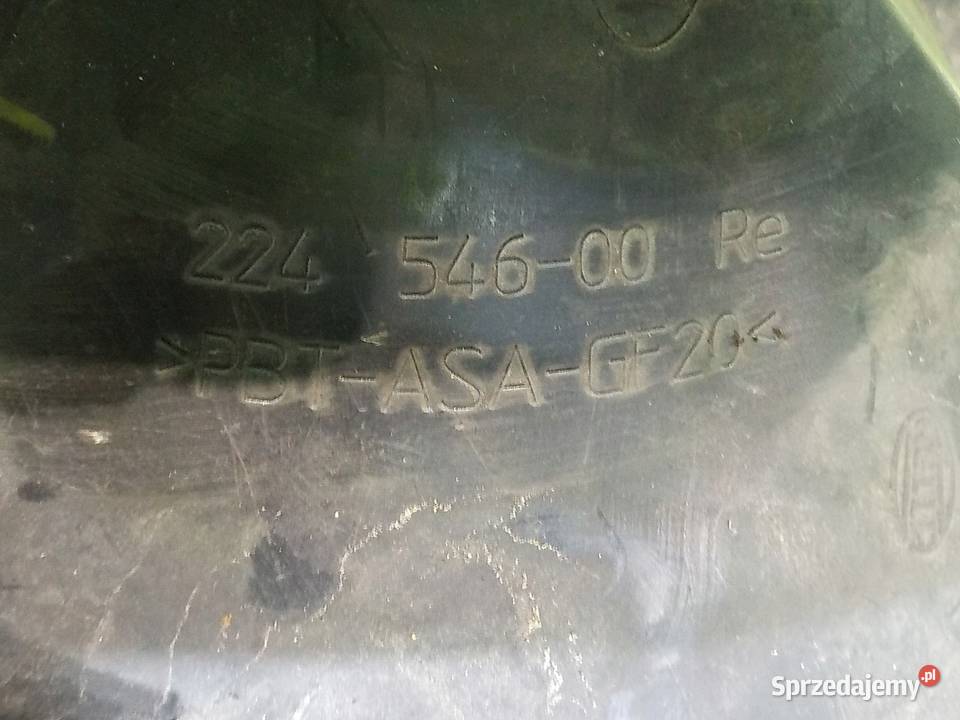 224 546-00 Re
>PBT-ASA-GF20<
Sprzedajemy.pl